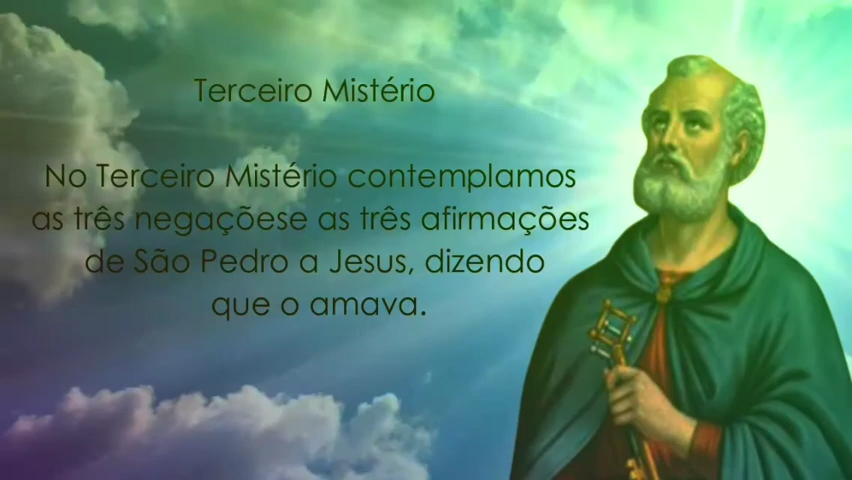 Terceiro Mistério
No Terceiro Mistério contemplamos
as três negaçõese as três afirmações
de São Pedro a Jesus, dizendo
que o amava.